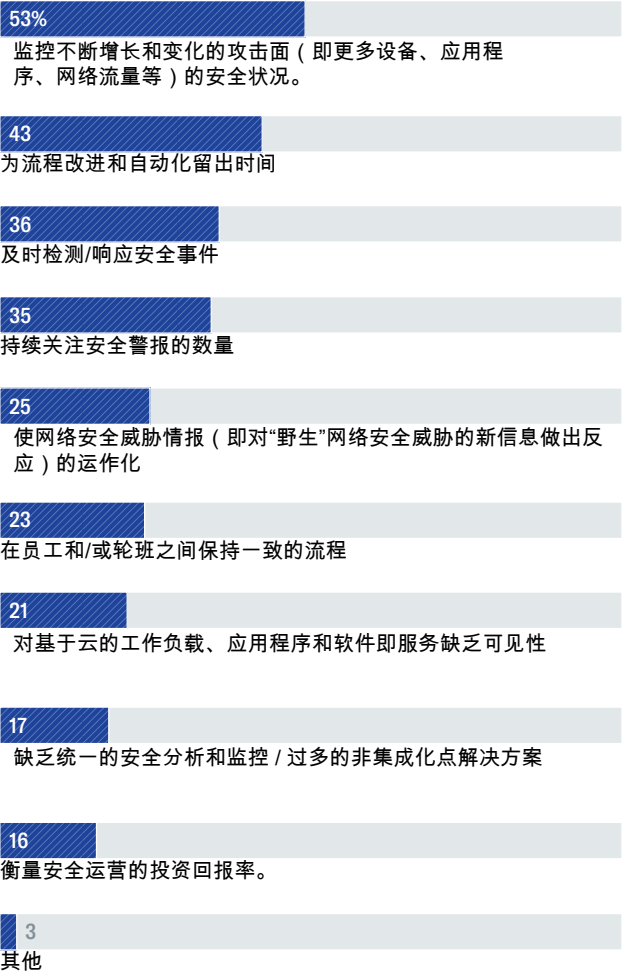 53%
监控不断增长和变化的攻击面（即更多设备、应用程
序、网络流量等）的安全状况。
43
为流程改进和自动化留出时间
36
及时检测/响应安全事件
35
持续关注安全警报的数量
25
使网络安全威胁情报（即对“野生”网络安全威胁的新信息做出反
应）的运作化
23
在员工和/或轮班之间保持一致的流程
21
对基于云的工作负载、应用程序和软件即服务缺乏可见性
17
缺乏统一的安全分析和监控 / 过多的非集成化点解决方案
16
衡量安全运营的投资回报率。
3
其他